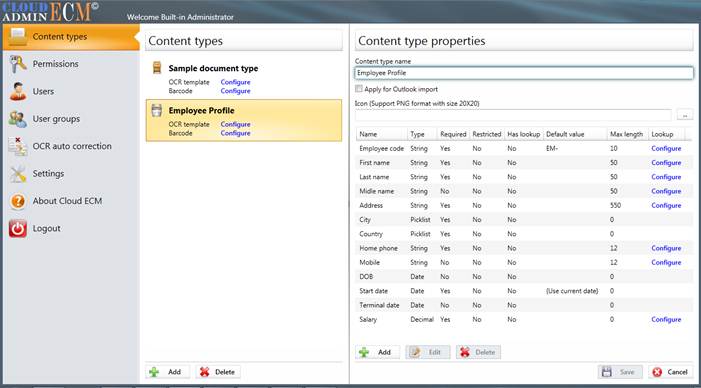 CLOUD
ADMIN ECM©
Welcome Built-in Administrator
Content types
Permissions
Users
User groups
OCR auto correction
Settings
About Cloud ECM
Logout
Content types
Sample document type
OCR template Configure
Barcode Configure
Employee Profile
OCR template Configure
Barcode Configure
Add Delete
Content type properties
Content type name
Employee Profile
Apply for Outlook import
Icon (Support PNG format with size 20X20)
...
Name Type Required Restricted Has lookup Default value Max length Lookup
Employee code String Yes No No EM- 10 Configure
First name String Yes No No 50 Configure
Last name String Yes No No 50 Configure
Midle name String No No No 50 Configure
Address String Yes No No 550 Configure
City Picklist Yes No No 0
Country Picklist Yes No No 0
Home phone String Yes No No 12 Configure
Mobile String No No No 12 Configure
DOB Date No No No 0
Start date Date Yes No No (Use current date) 0
Terminal date Date No No No 0
Salary Decimal Yes No No 0 Configure
Add Edit Delete
Save Cancel